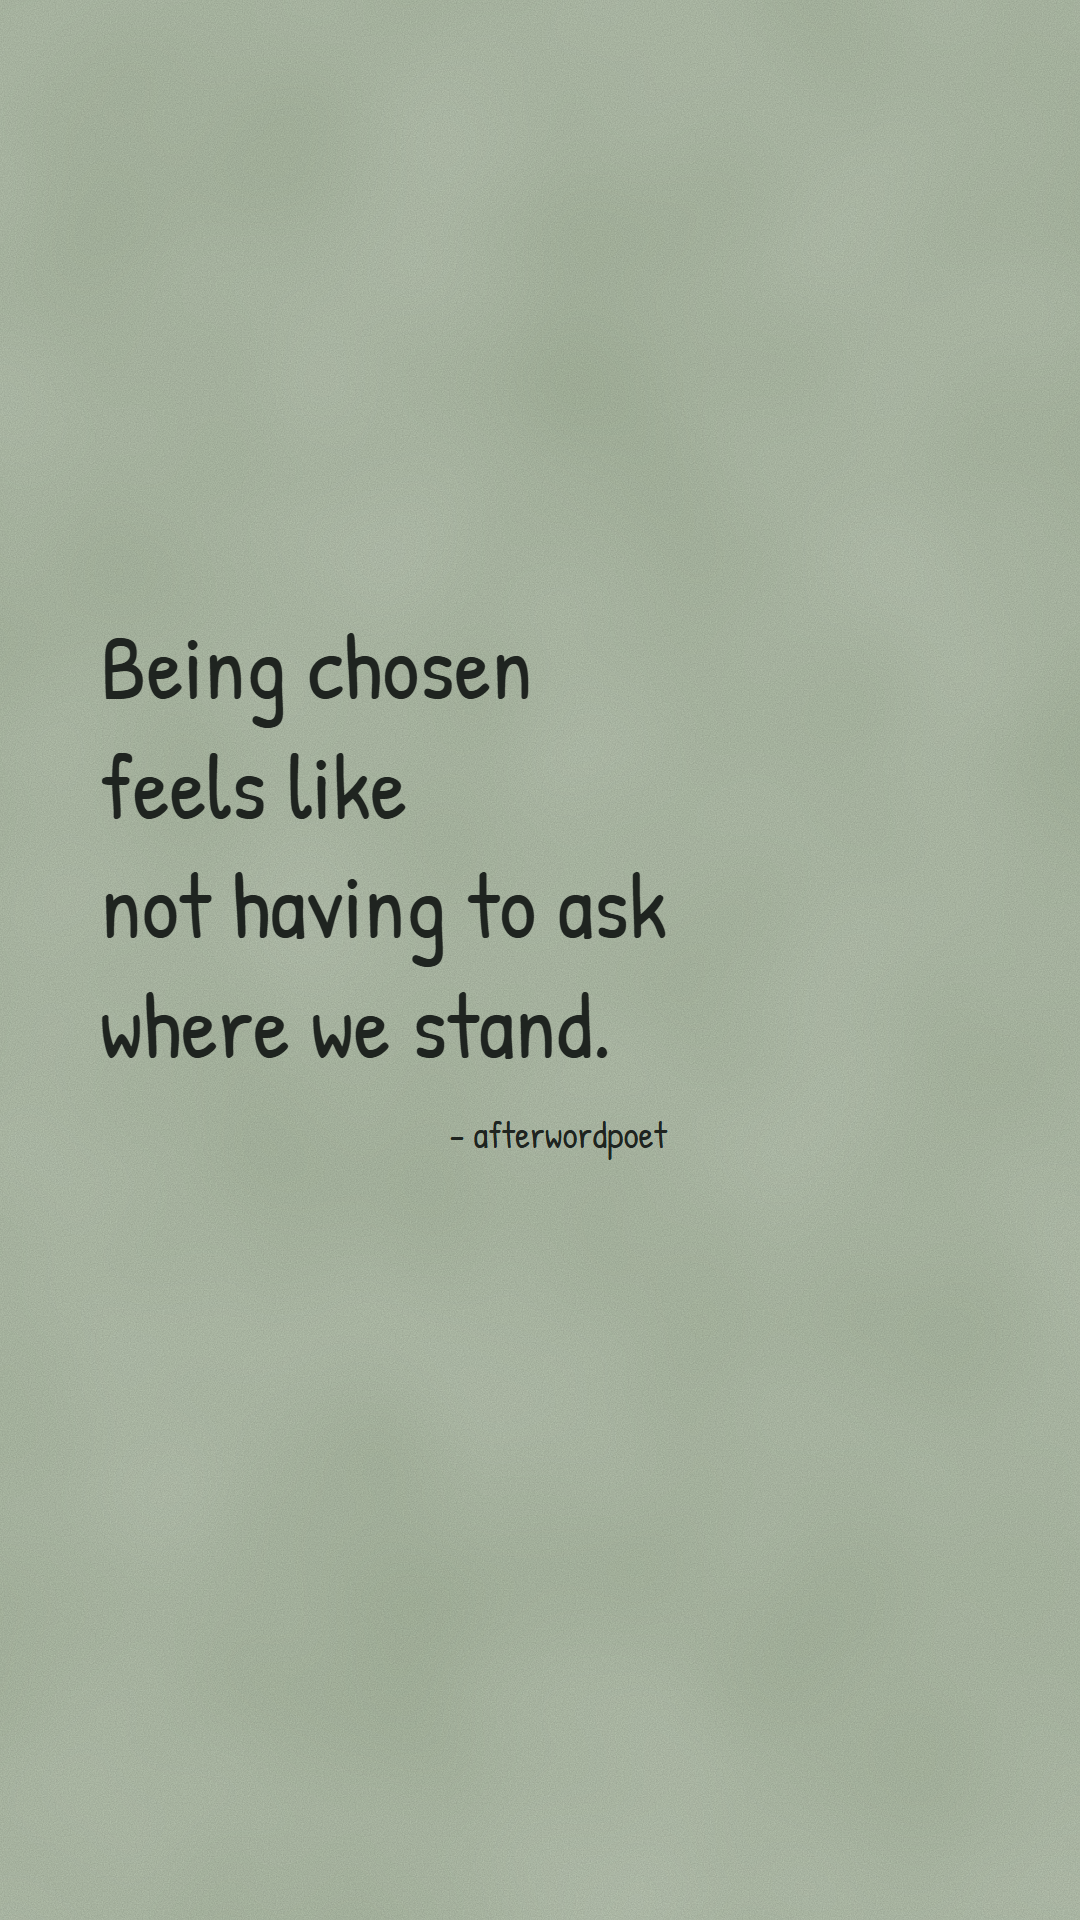 Being chosen
feels like
not having to ask
where we stand.
- afterwordpoet